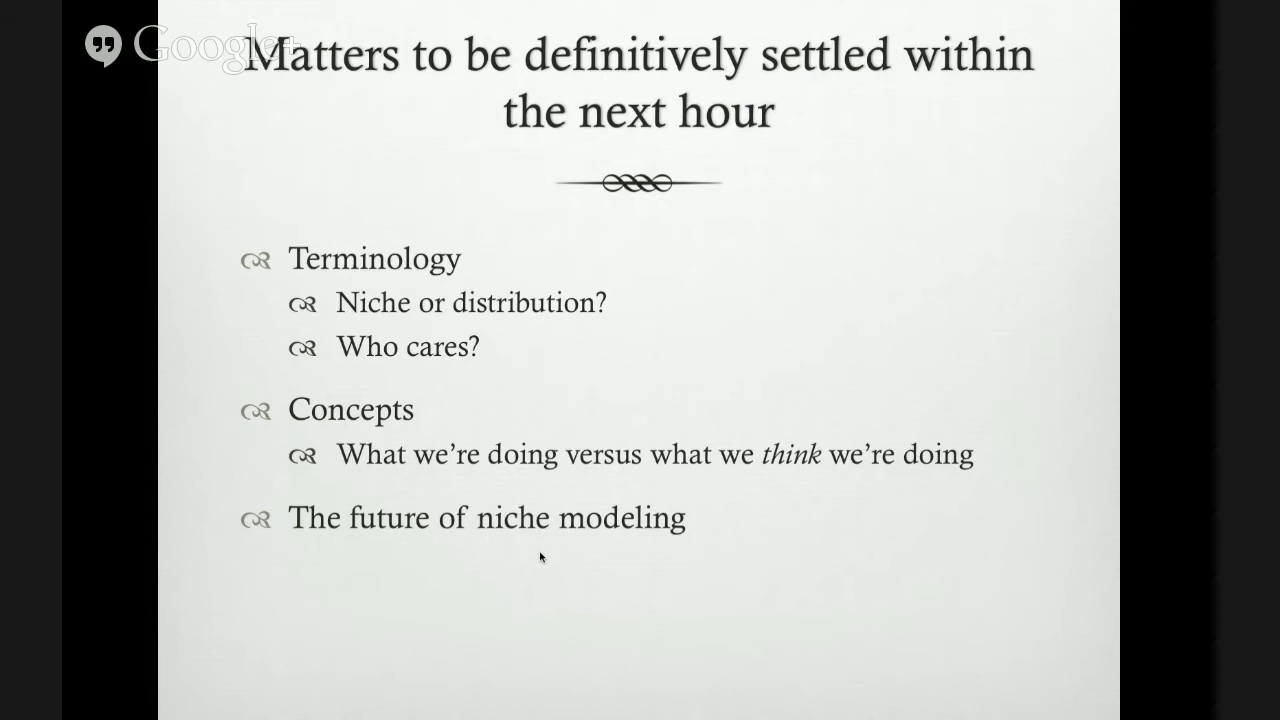 Google+
Matters to be definitively settled within
the next hour
Terminology
Niche or distribution?
Who cares?
Concepts
What we're doing versus what we think we're doing
The future of niche modeling